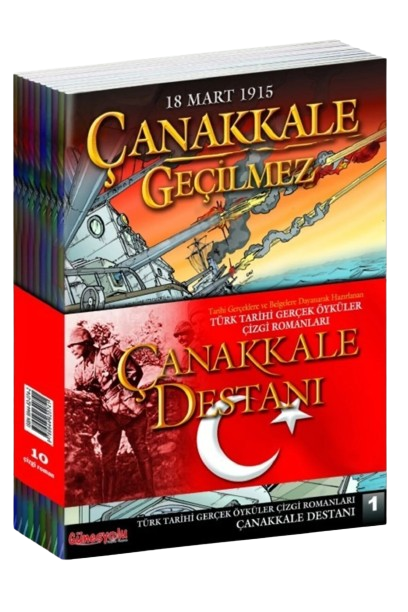 18 MART 1915
ÇANAKKALE
GEÇİLMEZ
Tarihi Gerçeklere ve Belgelere Dayanarak Hazırlanan
TÜRK TARİHİ GERÇEK ÖYKÜLER
ÇİZGİ ROMANLARI
ÇANAKKALE
DESTANI
10
çizgi roman
Güneşydın
TÜRK TARİHİ GERÇEK ÖYKÜLER ÇİZGİ ROMANLARI
ÇANAKKALE DESTANI
1